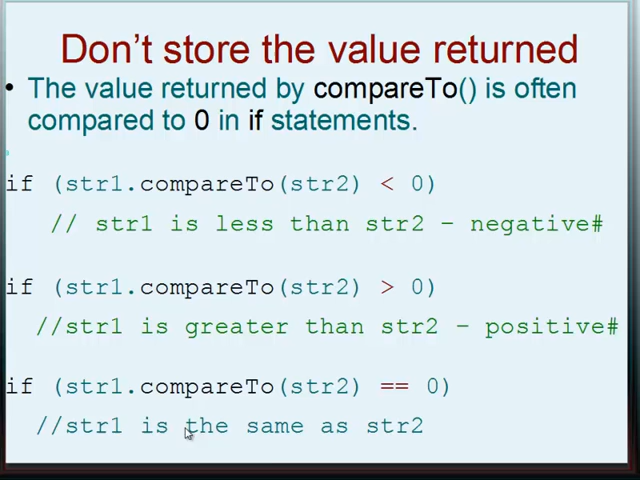 Don't store the value returned
• The value returned by compareTo() is often
compared to 0 in if statements.
if (str1.compareTo(str2) < 0)
// str1 is less than str2 – negative#
if (str1.compareTo(str2) > 0)
//str1 is greater than str2 – positive#
if (str1.compareTo(str2) == 0)
//str1 is the same as str2